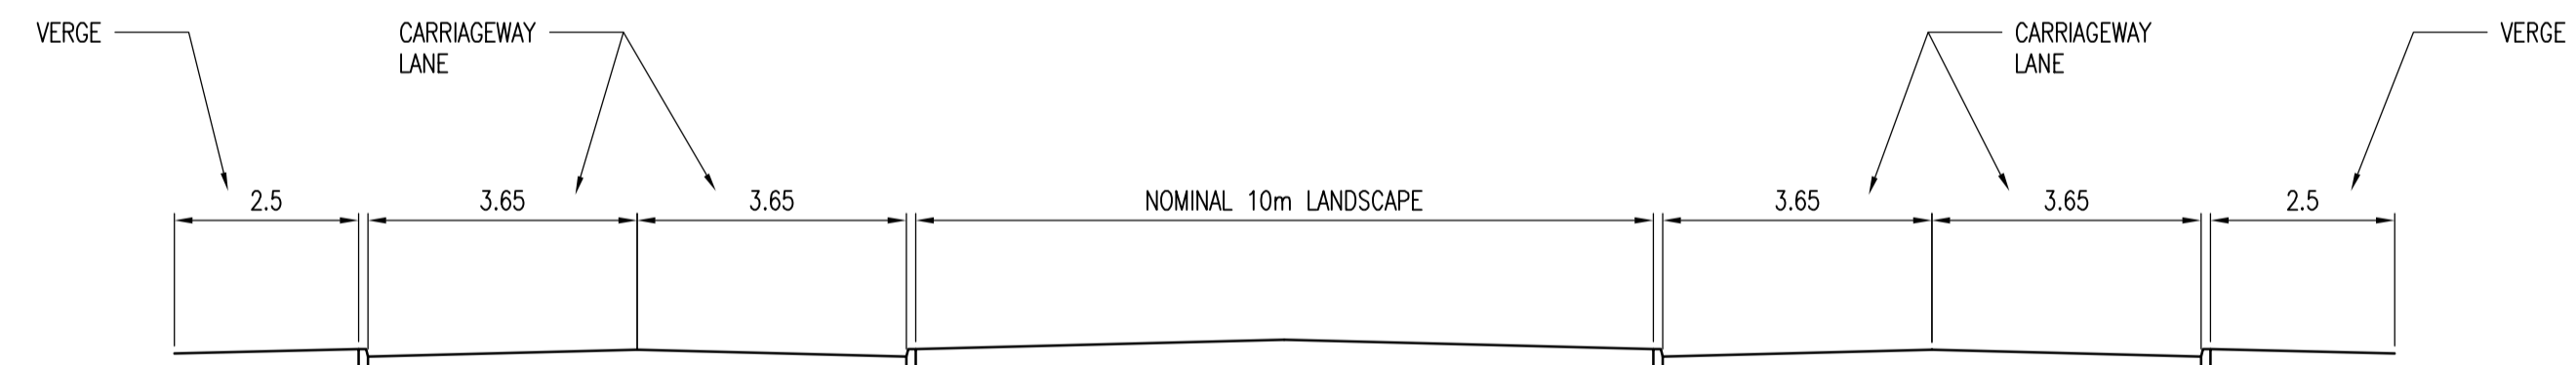 VERGE
CARRIAGEWAY
LANE
CARRIAGEWAY
LANE
VERGE
2.5
3.65
3.65
NOMINAL 10m LANDSCAPE
3.65
3.65
2.5